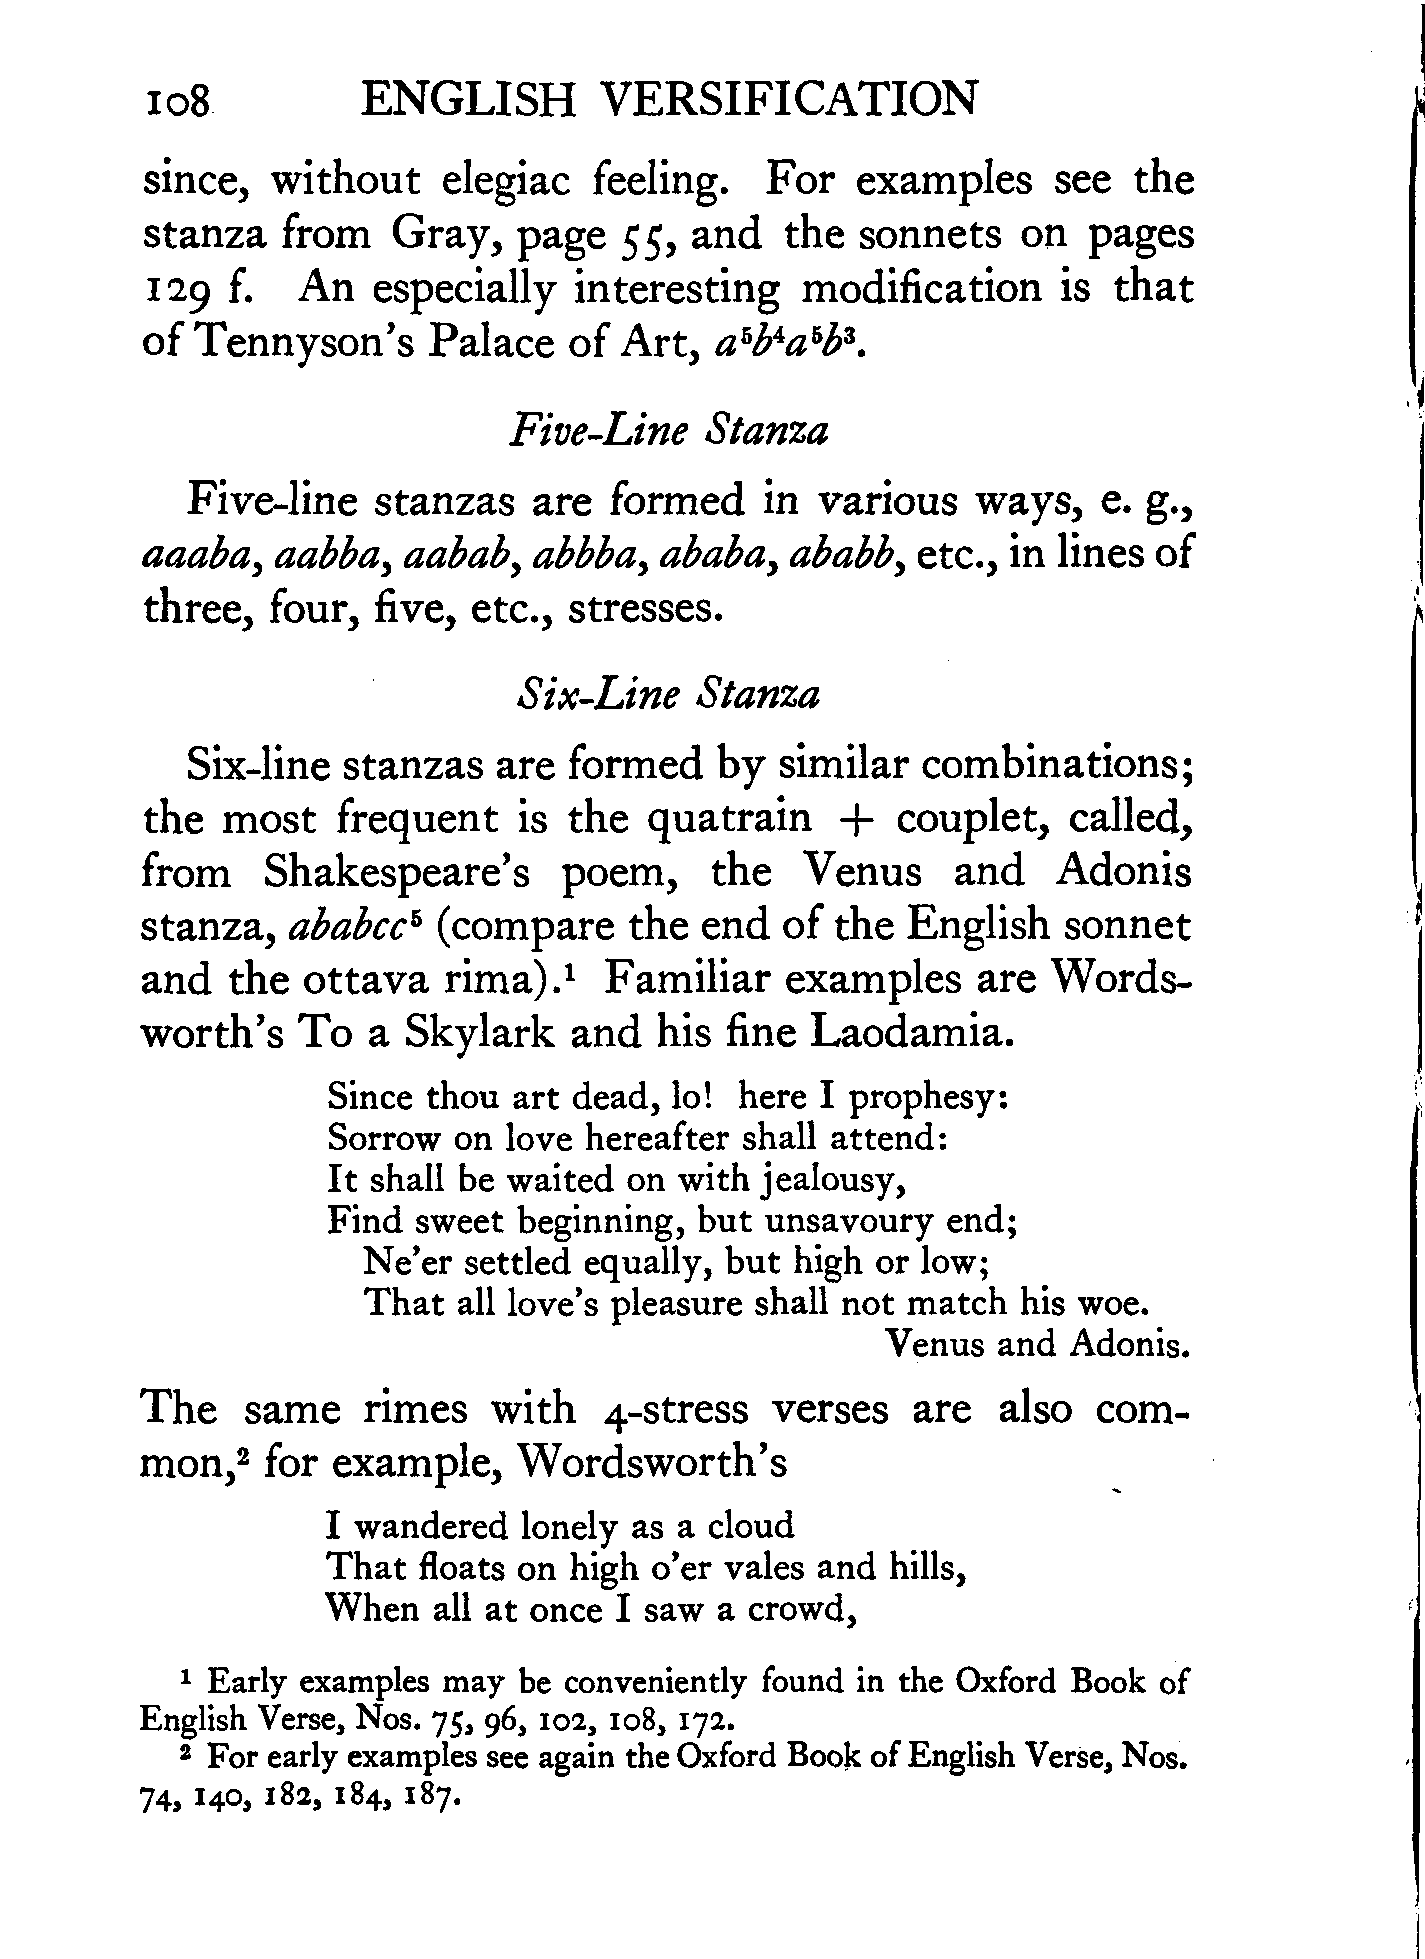 108 ENGLISH VERSIFICATION
since, without elegiac feeling. For examples see the
stanza from Gray, page 55, and the sonnets on pages
129 f. An especially interesting modification is that
of Tennyson's Palace of Art, a⁵b⁴a⁵b³.
Five-Line Stanza
Five-line stanzas are formed in various ways, e. g.,
aaaba, aabba, aabab, abbba, ababa, ababb, etc., in lines of
three, four, five, etc., stresses.
Six-Line Stanza
Six-line stanzas are formed by similar combinations;
the most frequent is the quatrain + couplet, called,
from Shakespeare's poem, the Venus and Adonis
stanza, ababcc⁵ (compare the end of the English sonnet
and the ottava rima).¹ Familiar examples are Words-
worth's To a Skylark and his fine Laodamia.
Since thou art dead, lo! here I prophesy:
Sorrow on love hereafter shall attend:
It shall be waited on with jealousy,
Find sweet beginning, but unsavoury end;
Ne'er settled equally, but high or low;
That all love's pleasure shall not match his woe.
Venus and Adonis.
The same rimes with 4-stress verses are also com-
mon,² for example, Wordsworth's
I wandered lonely as a cloud
That floats on high o'er vales and hills,
When all at once I saw a crowd,
¹ Early examples may be conveniently found in the Oxford Book of
English Verse, Nos. 75, 96, 102, 108, 172.
² For early examples see again the Oxford Book of English Verse, Nos.
74, 140, 182, 184, 187.